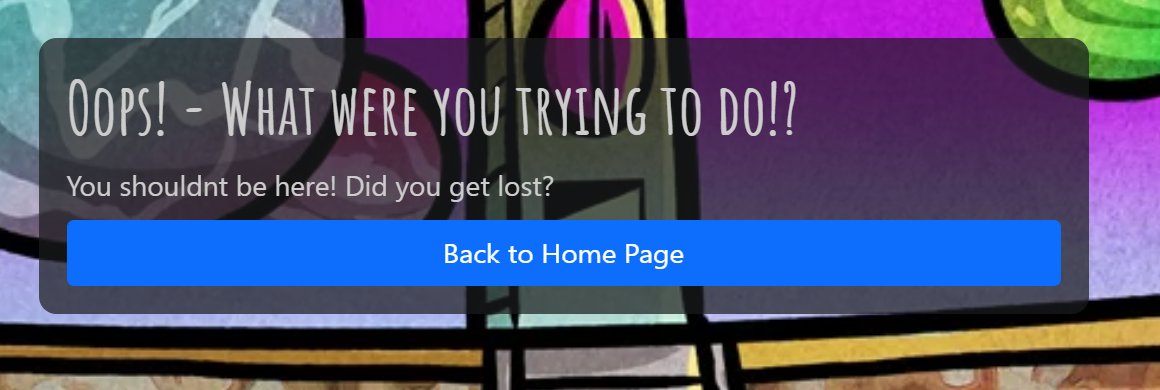 Oops! - What were you trying to do!?
You shouldnt be here! Did you get lost?
Back to Home Page